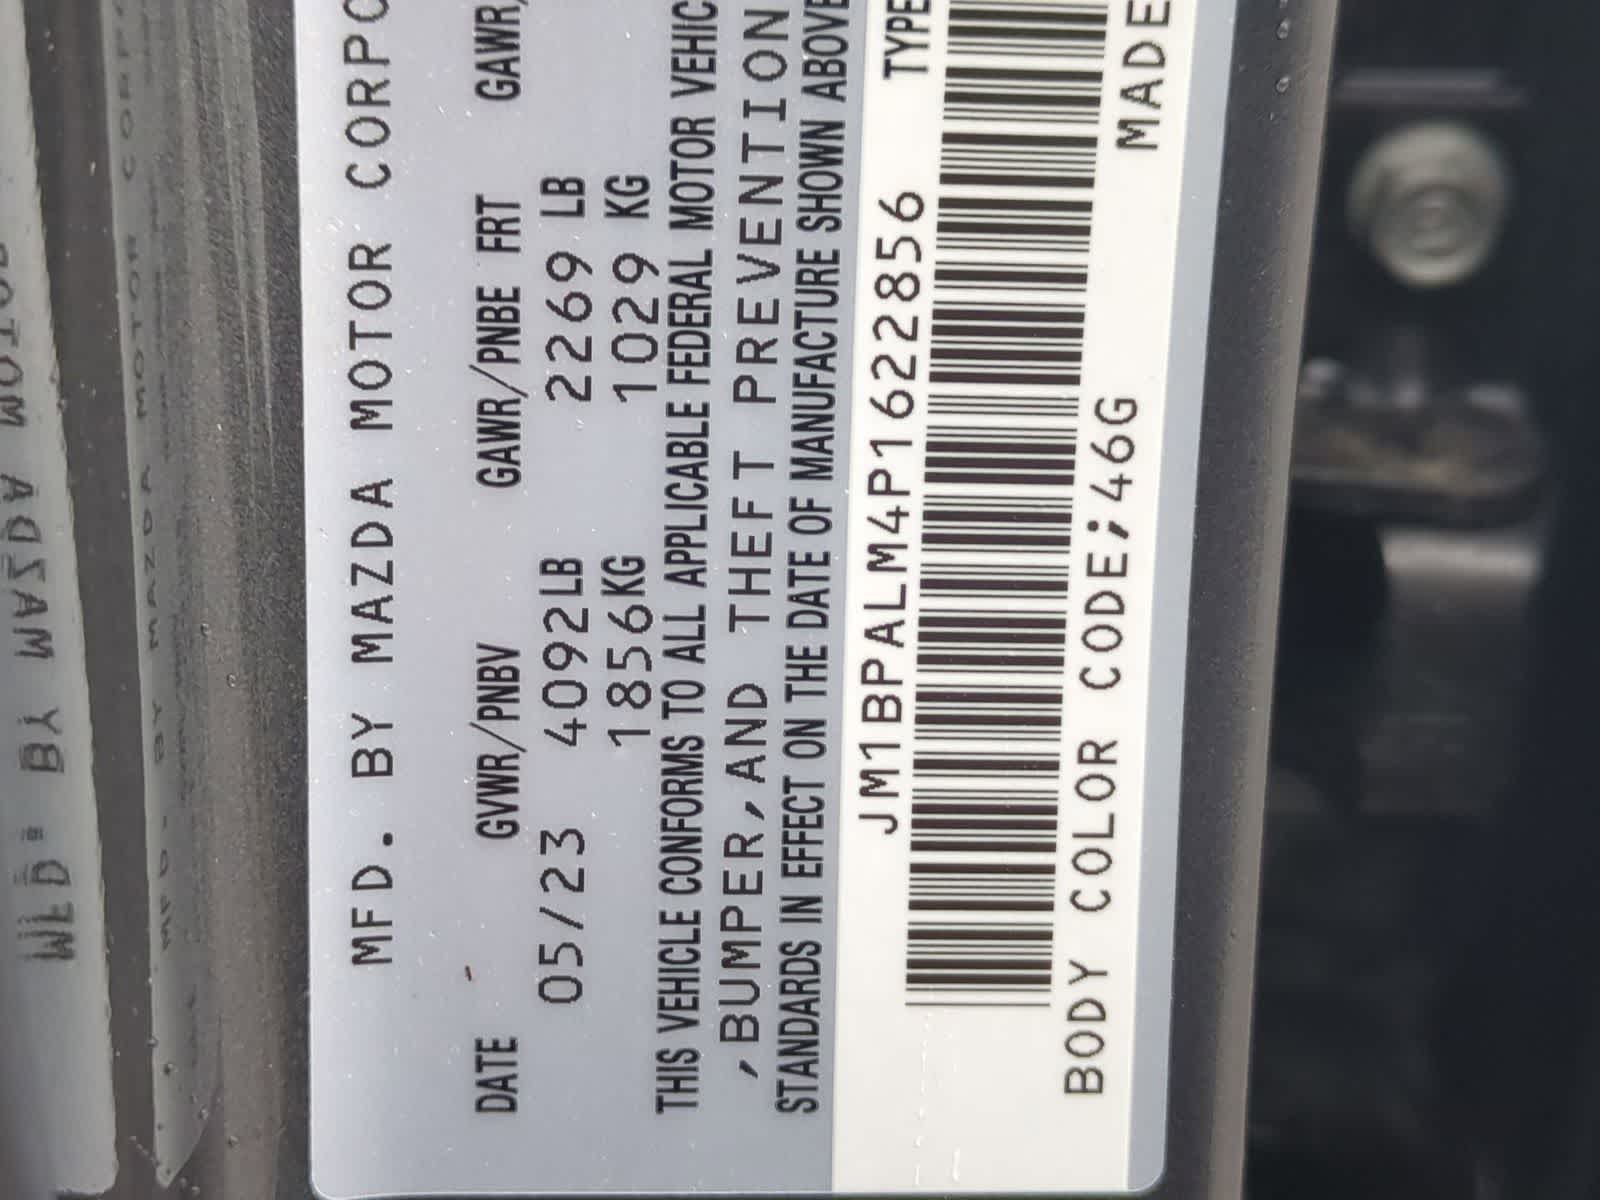 MFD. BY MAZDA MOTOR CORPO
DATE GVWR/PNBV GAWR/PNBE FRT GAWR/
05/23 4092LB 2269 LB
1856KG 1029 KG
THIS VEHICLE CONFORMS TO ALL APPLICABLE FEDERAL MOTOR VEHIC
,BUMPER,AND THEFT PREVENTION
STANDARDS IN EFFECT ON THE DATE OF MANUFACTURE SHOWN ABOVE
JM1BPALM4P1622856 TYPE
BODY COLOR CODE;46G MADE